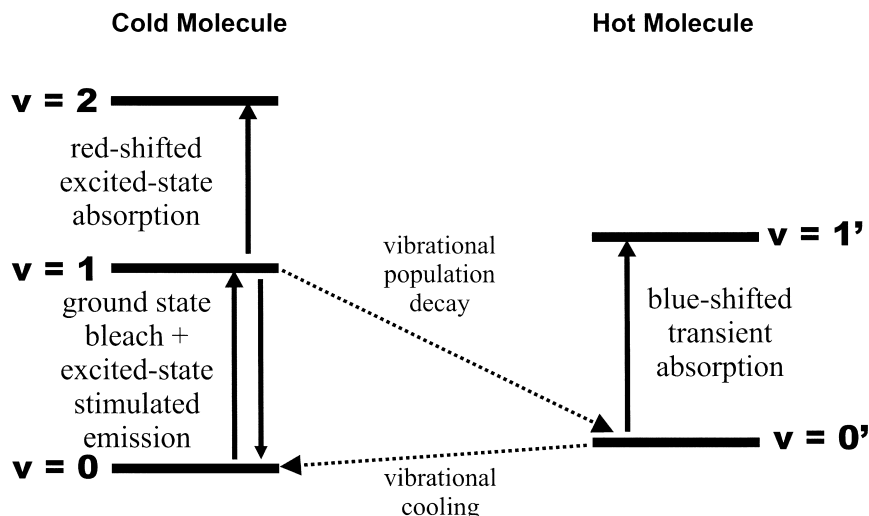 Cold Molecule
Hot Molecule
v = 2
red-shifted
excited-state
absorption
v = 1
ground state
bleach +
excited-state
stimulated
emission
v = 0
vibrational
population
decay
v = 1’
blue-shifted
transient
absorption
v = 0’
vibrational
cooling